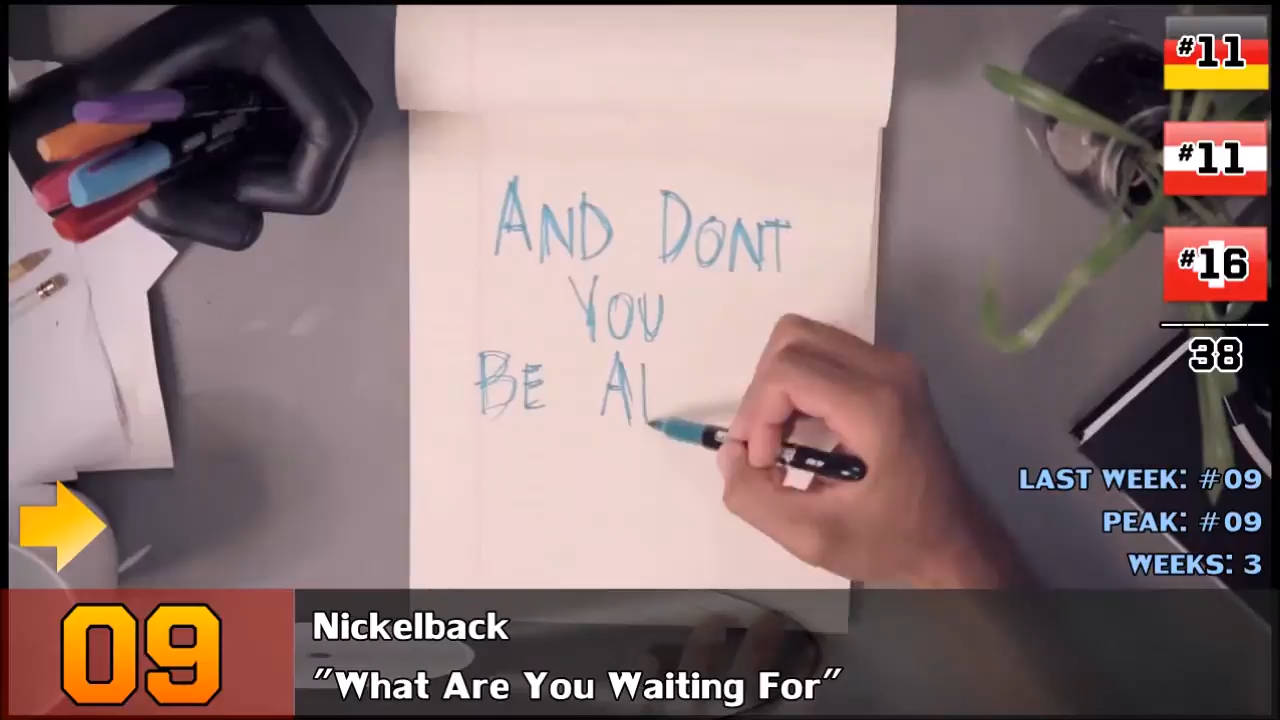 AND DONT
YOU
BE AL
#11
#11
#16
38
LAST WEEK: #09
PEAK: #09
WEEKS: 3
09
Nickelback
"What Are You Waiting For"